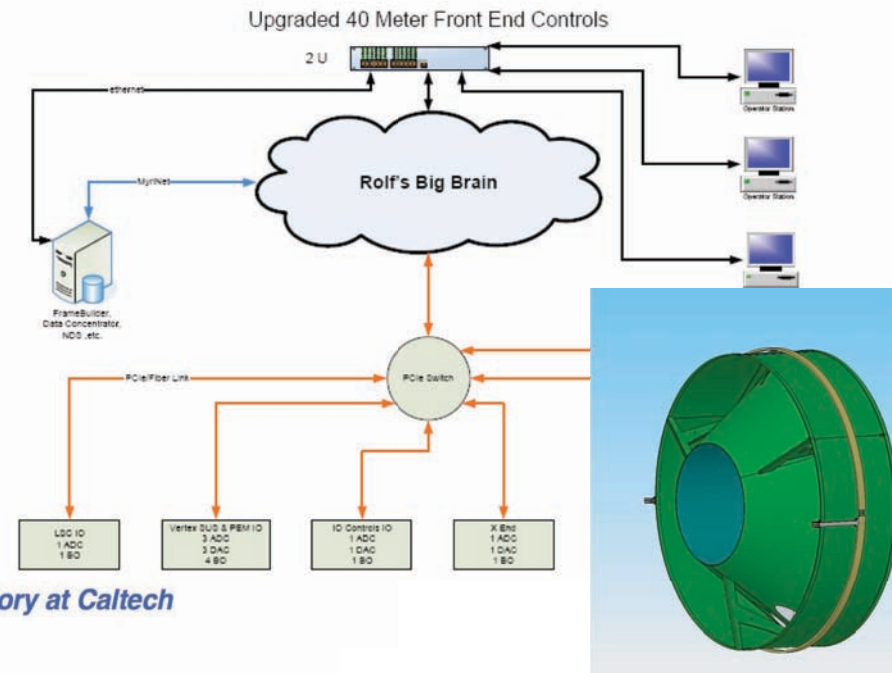 Upgraded 40 Meter Front End Controls
2 U
ethernet
Operator Station
MyriNet
Rolf's Big Brain
Operator Station
FrameBuilder,
Data Concentrator,
NDS ,etc.
PCIe/Fiber Link
PCIe Switch
LSC IO
1 ADC
1 BO
Vertex SUS & PEM IO
3 ADC
3 DAC
4 BO
IO Controls IO
1 ADC
1 DAC
1 BO
X End
1 ADC
1 DAC
1 BO
ory at Caltech